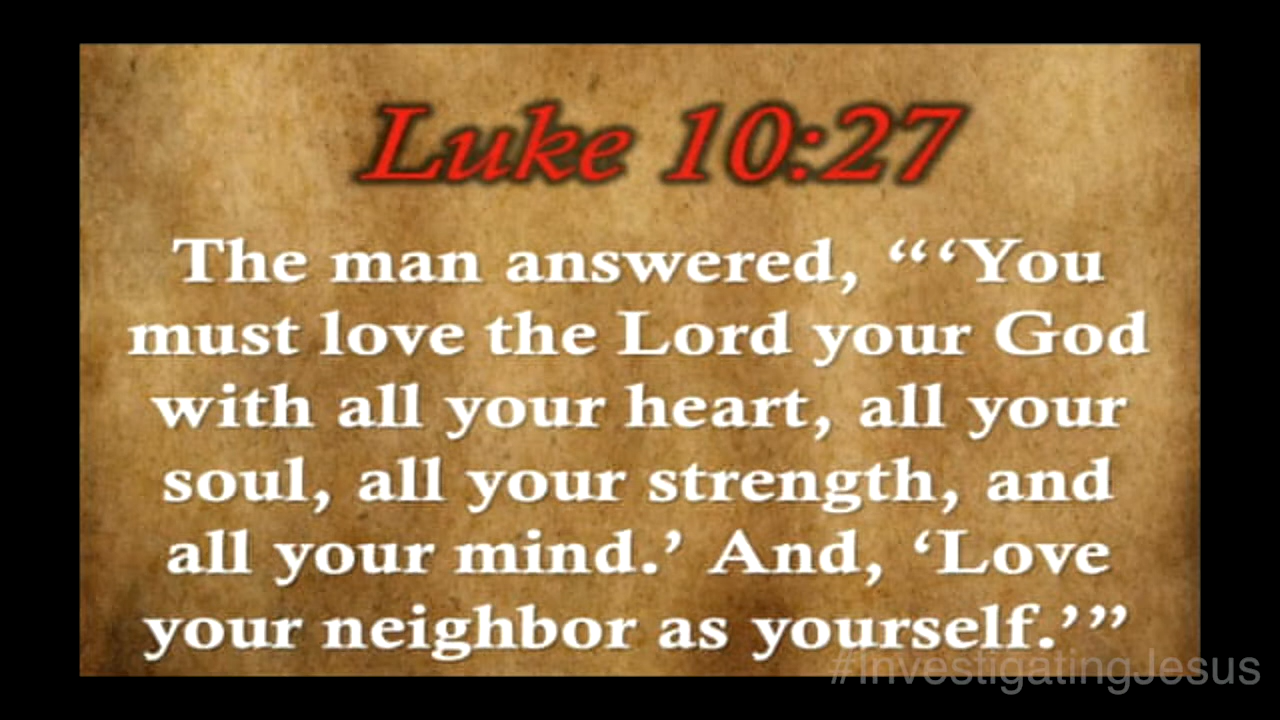 Luke 10:27
The man answered, “‘You
must love the Lord your God
with all your heart, all your
soul, all your strength, and
all your mind.’ And, ‘Love
your neighbor as yourself.’”
#InvestigatingJesus